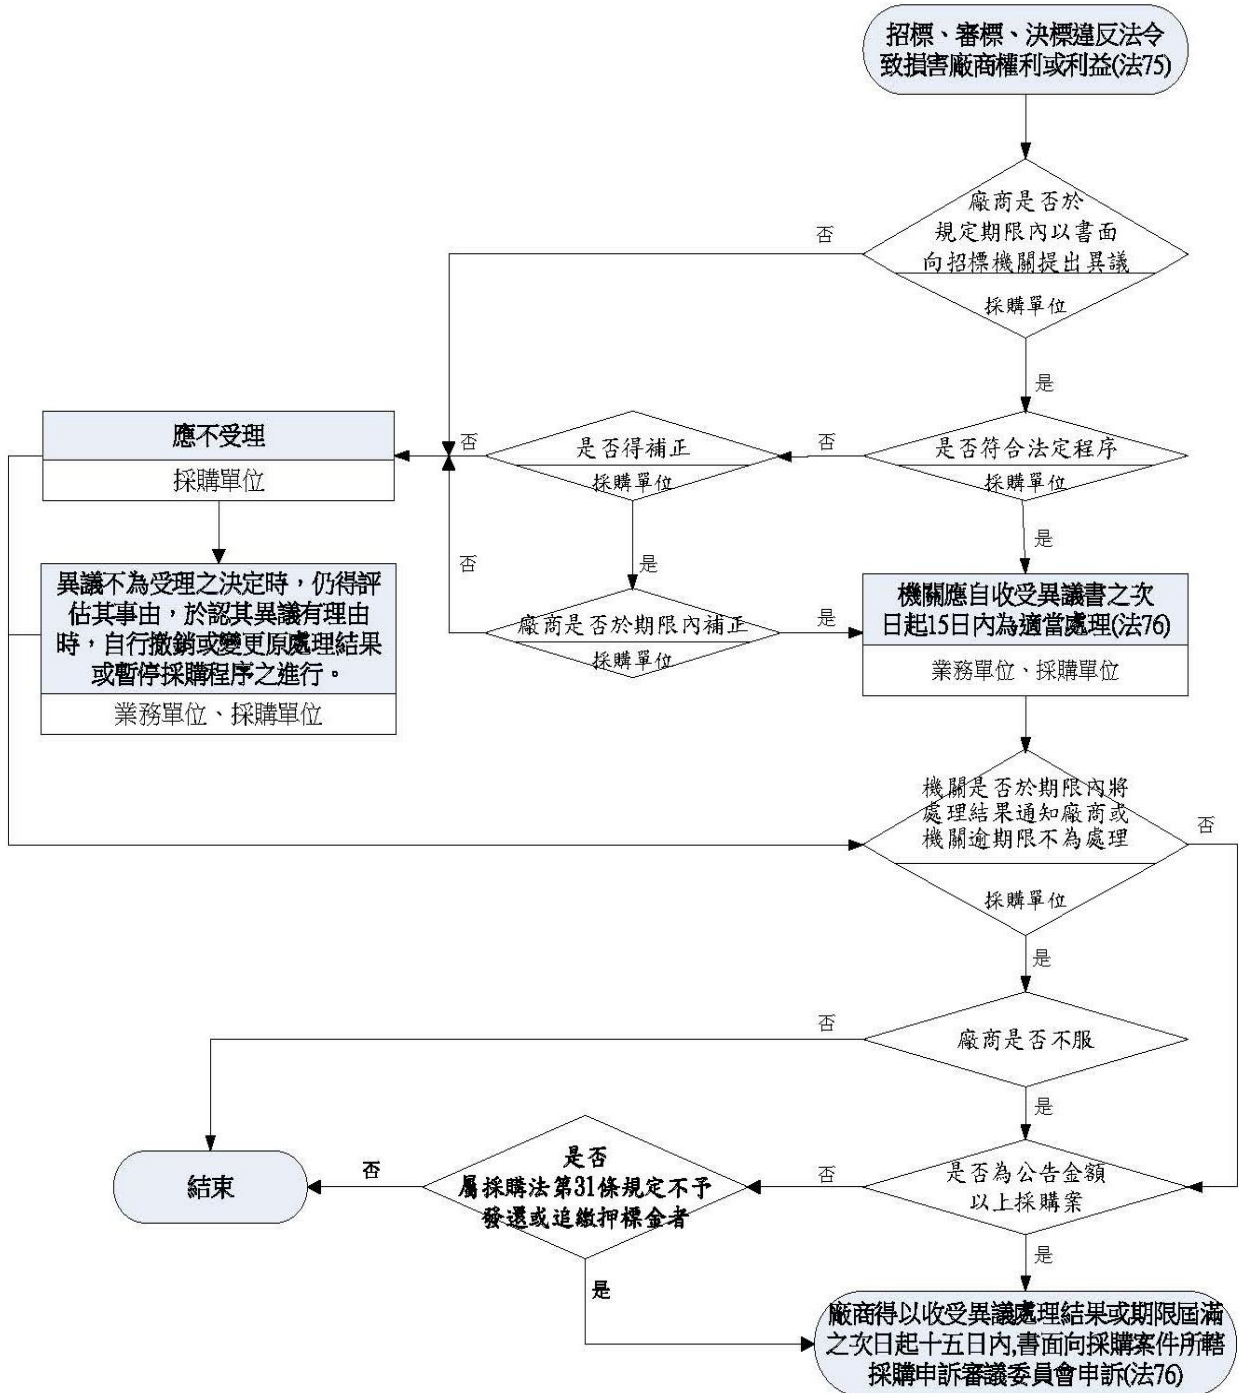 招標、審標、決標違反法令
致損害廠商權利或利益(法75)
廠商是否於
規定期限內以書面
向招標機關提出異議
採購單位
否
是
是否符合法定程序
採購單位
否
是
是否得補正
採購單位
否
是
應不受理
採購單位
異議不為受理之決定時，仍得評
估其事由，於認其異議有理由
時，自行撤銷或變更原處理結果
或暫停採購程序之進行。
業務單位、採購單位
廠商是否於期限內補正
採購單位
否
是
機關應自收受異議書之次
日起15日內為適當處理(法76)
業務單位、採購單位
機關是否於期限內將
處理結果通知廠商或
機關逾期限不為處理
採購單位
否
是
廠商是否不服
否
是
是否為公告金額
以上採購案
否
是
是否
屬採購法第31條規定不予
發還或追繳押標金者
否
是
結束
廠商得以收受異議處理結果或期限屆滿
之次日起十五日內,書面向採購案件所轄
採購申訴審議委員會申訴(法76)